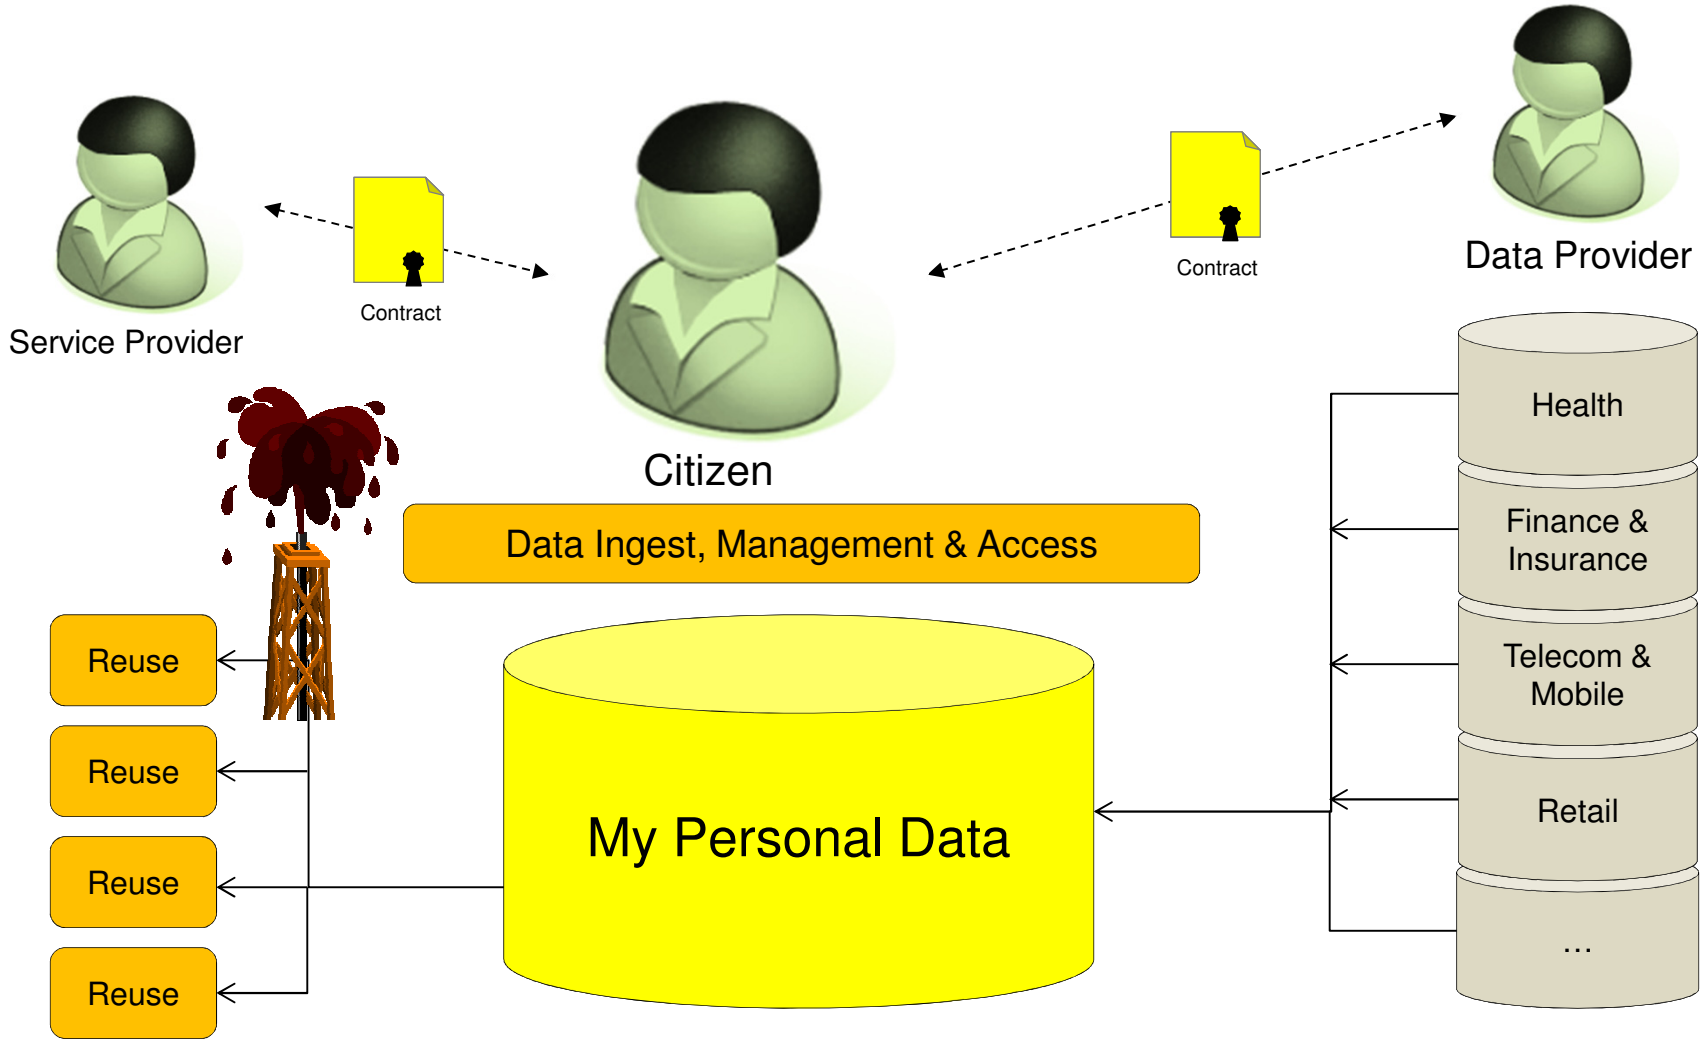 Data Provider
Contract
Contract
Service Provider
Citizen
Data Ingest, Management & Access
My Personal Data
Reuse
Reuse
Reuse
Reuse
Health
Finance &
Insurance
Telecom &
Mobile
Retail
...